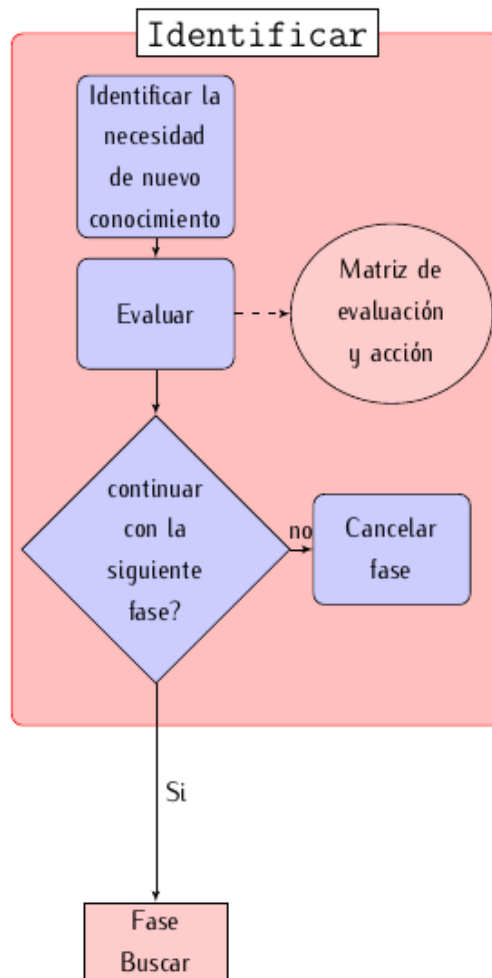 Identificar
Identificar la
necesidad
de nuevo
conocimiento
Evaluar
Matriz de
evaluación
y acción
continuar
con la
siguiente
fase?
no
Cancelar
fase
Si
Fase
Buscar